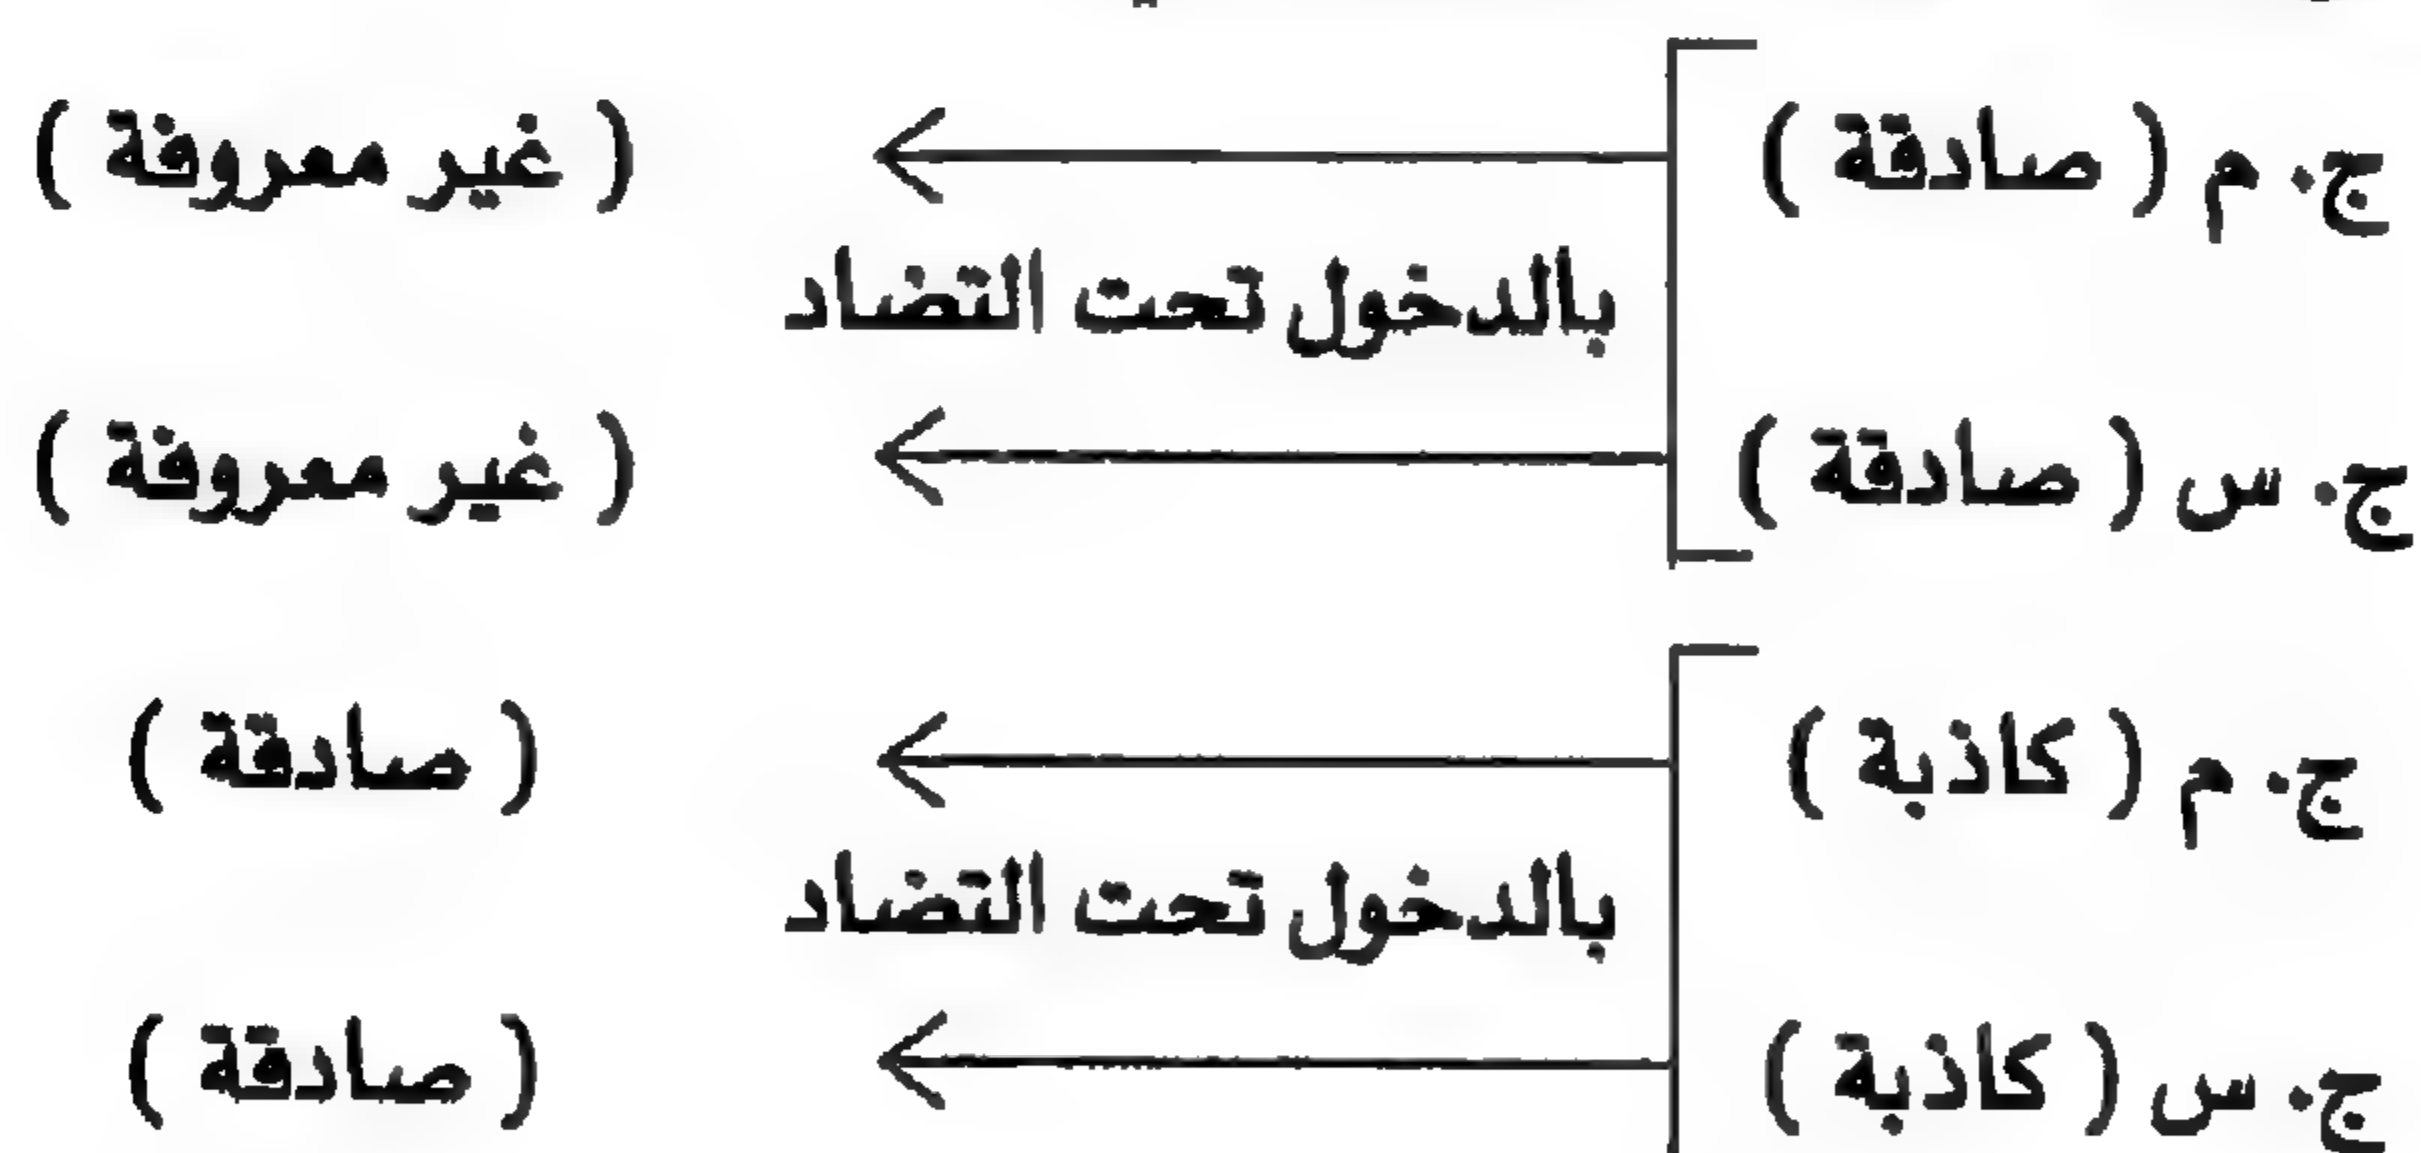 ج. م ( صادقة ) ( غير معروفة )
بالدخول تحت التضاد
ج. س ( صادقة ) ( غير معروفة )
ج. م ( كاذبة ) ( صادقة )
بالدخول تحت التضاد
ج. س ( كاذبة ) ( صادقة )